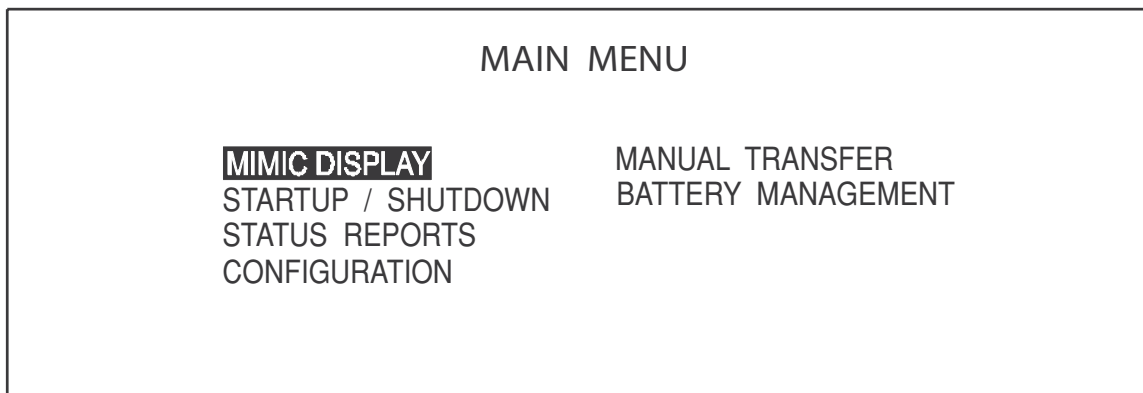 MAIN MENU
MIMIC DISPLAY
STARTUP / SHUTDOWN
STATUS REPORTS
CONFIGURATION
MANUAL TRANSFER
BATTERY MANAGEMENT